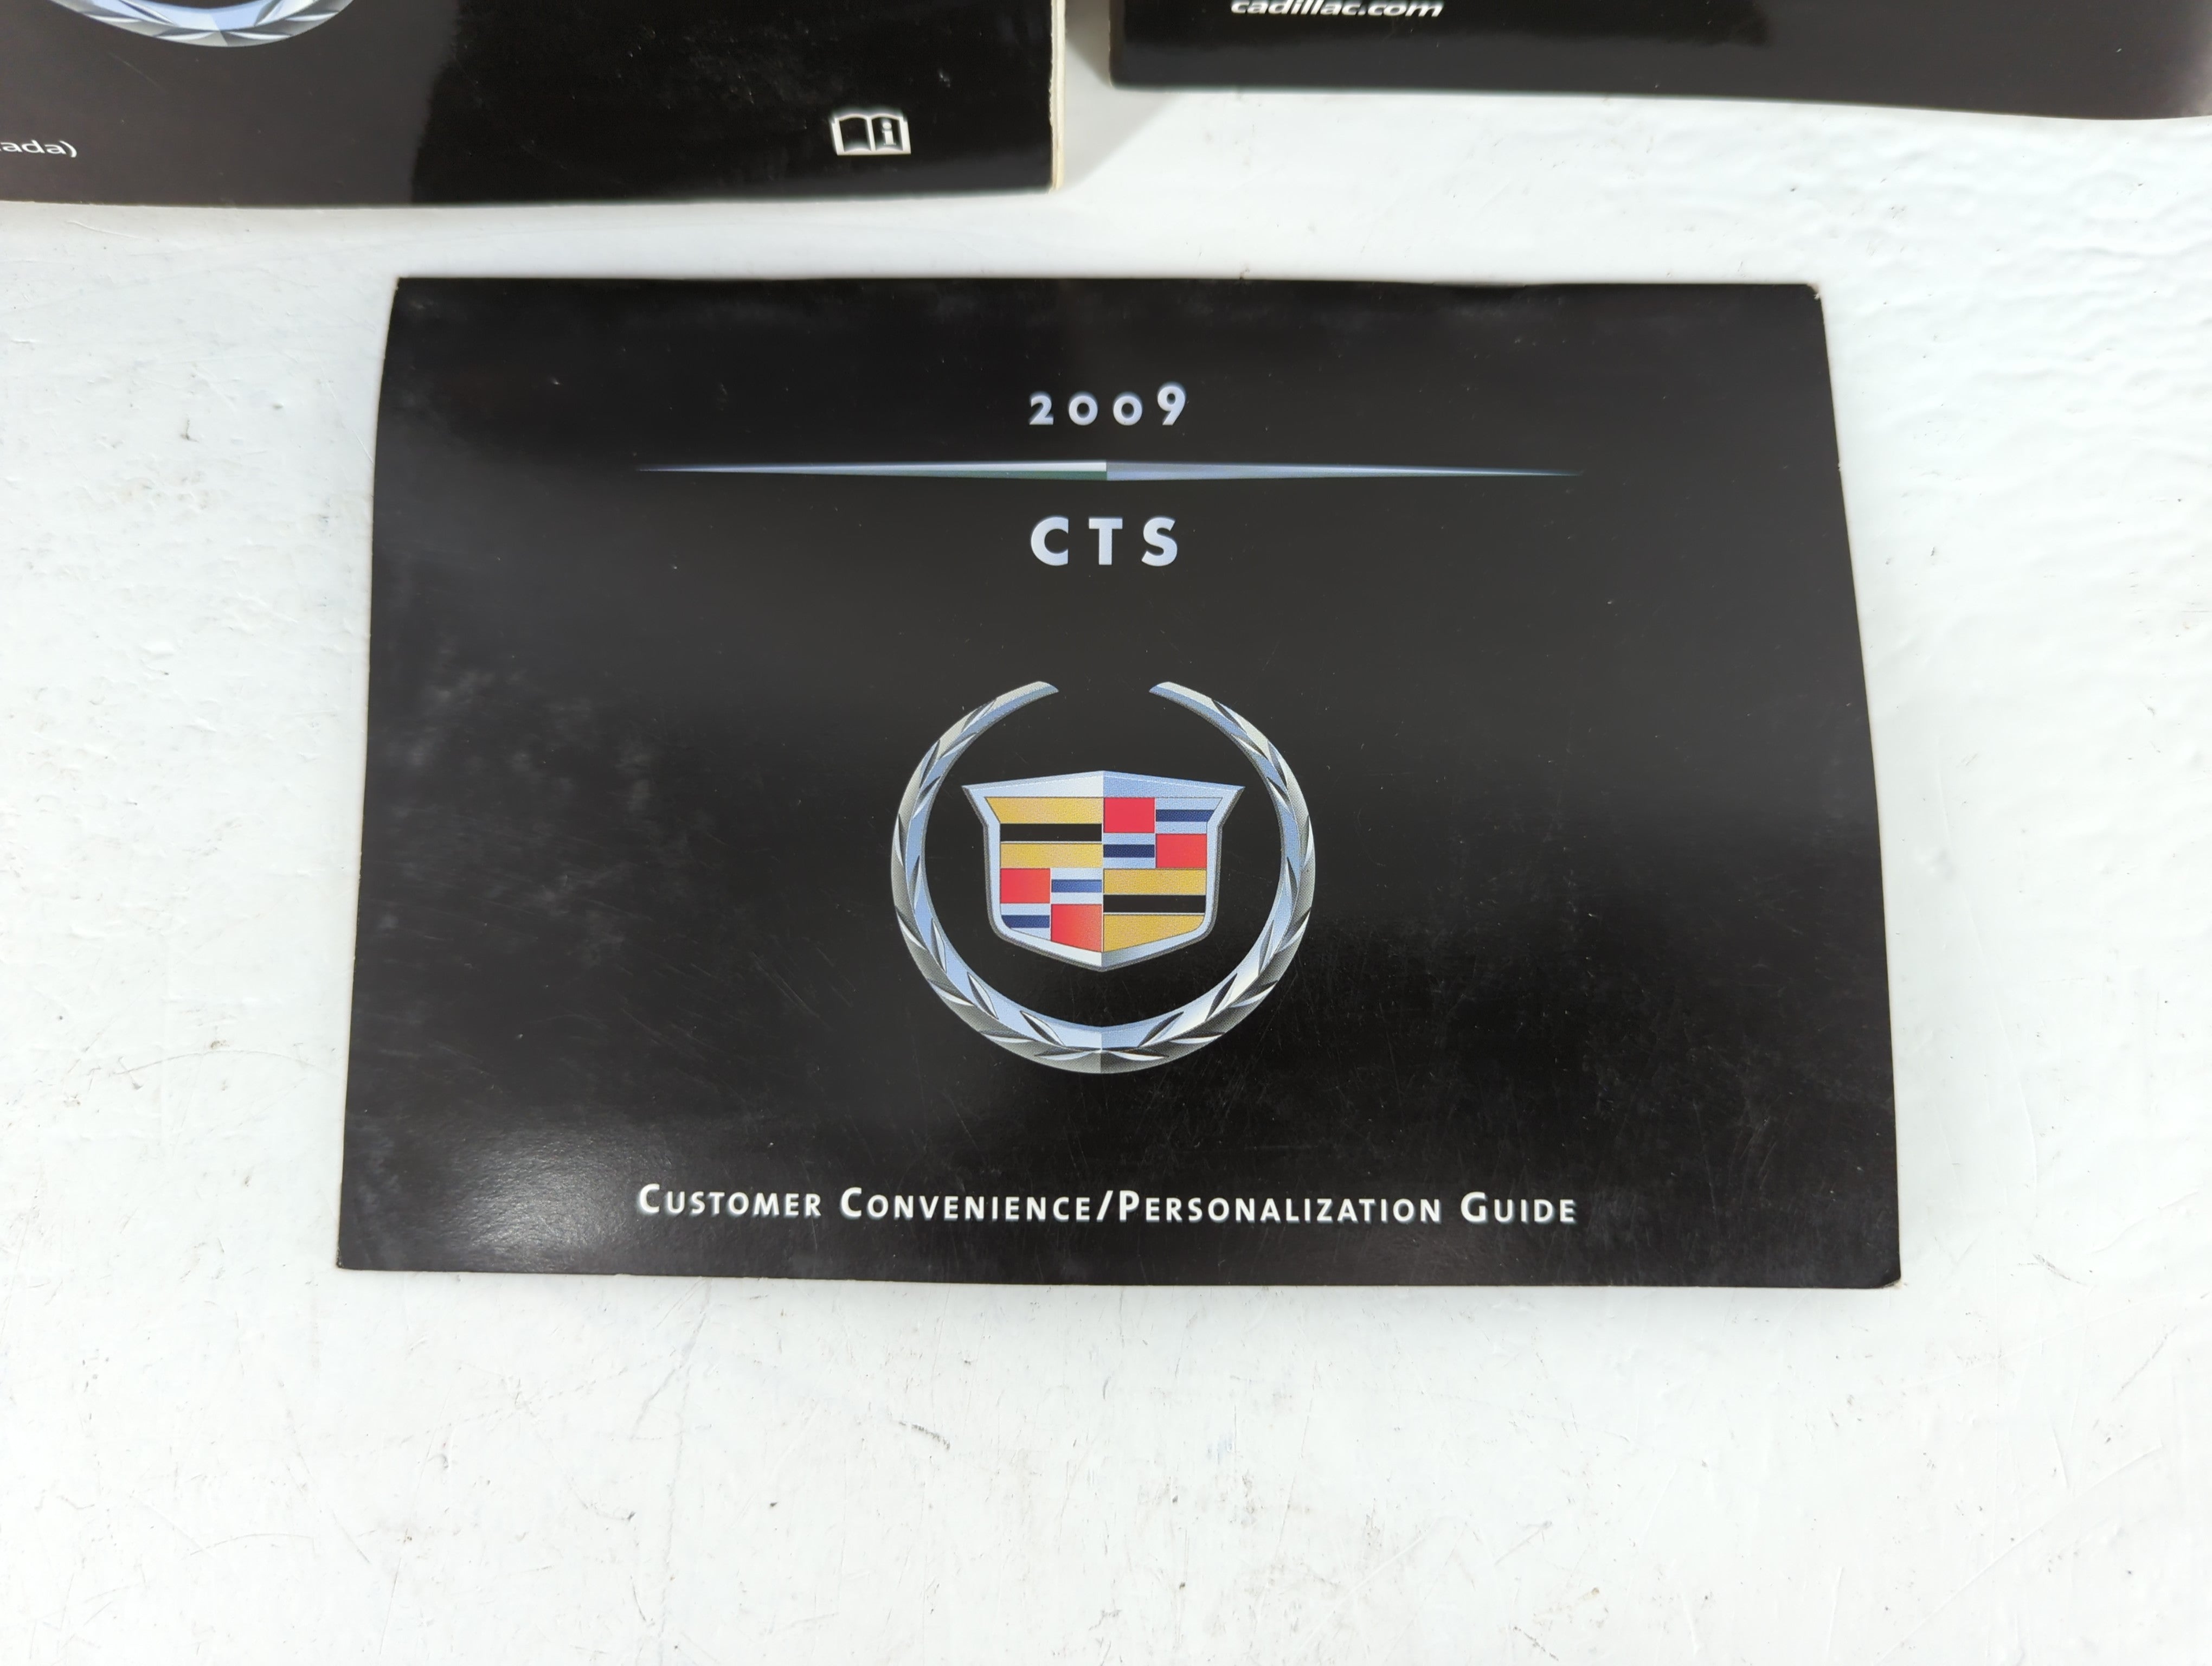 cadillac.com
ada)
2009
CTS
CUSTOMER CONVENIENCE/PERSONALIZATION GUIDE